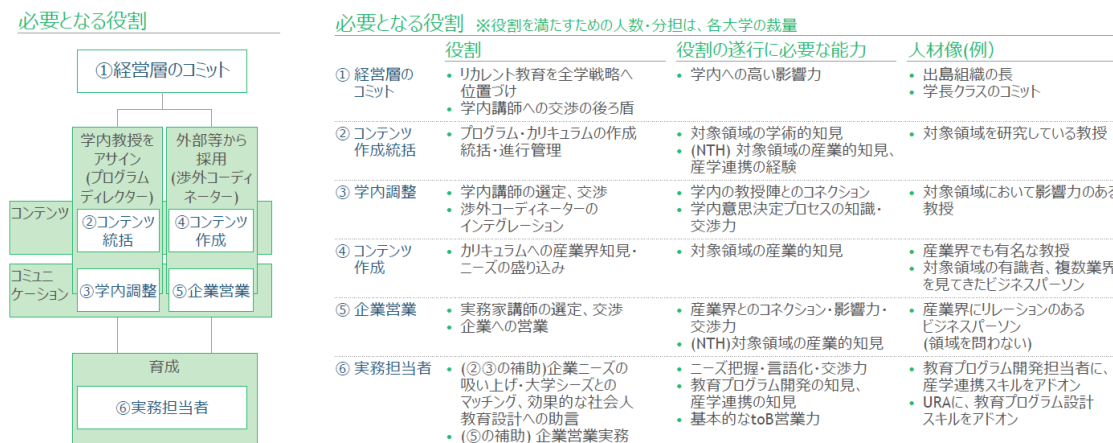 必要となる役割
①経営層のコミット
学内教授を
アサイン
(プログラム
ディレクター)
外部等から
採用
(渉外コーディ
ネーター)
コンテンツ
②コンテンツ
統括
④コンテンツ
作成
コミュニ
ケーション
③学内調整
⑤企業営業
育成
⑥実務担当者
必要となる役割 ※役割を満たすための人数・分担は、各大学の裁量
役割
役割の遂行に必要な能力
人材像(例)
① 経営層の
コミット
• リカレント教育を全学戦略へ
位置づけ
• 学内講師への交渉の後ろ盾
• 学内への高い影響力
• 出島組織の長
• 学長クラスのコミット
② コンテンツ
作成統括
• プログラム・カリキュラムの作成
統括・進行管理
• 対象領域の学術的知見
• (NTH) 対象領域の産業的知見、
産学連携の経験
• 対象領域を研究している教授
③ 学内調整
• 学内講師の選定、交渉
• 渉外コーディネーターの
インテグレーション
• 学内の教授陣とのコネクション
• 学内意思決定プロセスの知識・
交渉力
• 対象領域において影響力のある
教授
④ コンテンツ
作成
• カリキュラムへの産業界知見・
ニーズの盛り込み
• 対象領域の産業的知見
• 産業界でも有名な教授
• 対象領域の有識者、複数業界
を見てきたビジネスパーソン
⑤ 企業営業
• 実務家講師の選定、交渉
• 企業への営業
• 産業界とのコネクション・影響力・
交渉力
• (NTH)対象領域の産業的知見
• 産業界にリレーションのある
ビジネスパーソン
(領域を問わない)
⑥ 実務担当者
• (②③の補助)企業ニーズの
吸い上げ・大学シーズとの
マッチング、効果的な社会人
教育設計への助言
• (⑤の補助) 企業営業実務
• ニーズ把握・言語化・交渉力
• 教育プログラム開発の知見、
産学連携の知見
• 基本的なtoB営業力
• 教育プログラム開発担当者に、
産学連携スキルをアドオン
• URAに、教育プログラム設計
スキルをアドオン